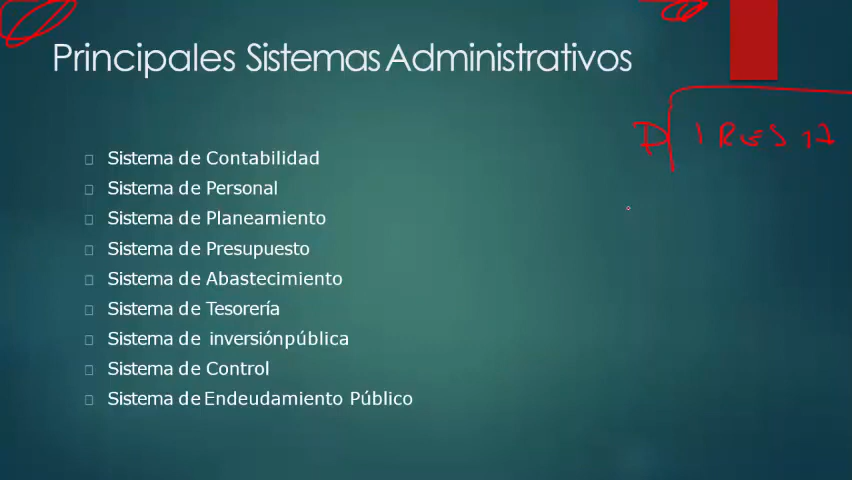 Principales Sistemas Administrativos
Sistema de Contabilidad
Sistema de Personal
Sistema de Planeamiento
Sistema de Presupuesto
Sistema de Abastecimiento
Sistema de Tesorería
Sistema de inversiónpública
Sistema de Control
Sistema de Endeudamiento Público